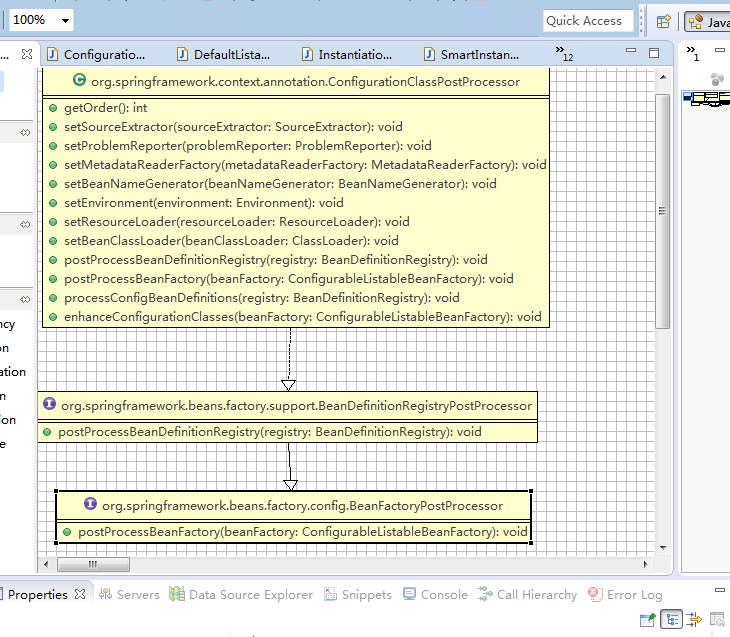 100%
Quick Access
Java
...
Configuration...
DefaultLista...
Instantiatio...
SmartInstan...
»12
»1
org.springframework.context.annotation.ConfigurationClassPostProcessor
getOrder(): int
setSourceExtractor(sourceExtractor: SourceExtractor): void
setProblemReporter(problemReporter: ProblemReporter): void
setMetadataReaderFactory(metadataReaderFactory: MetadataReaderFactory): void
setBeanNameGenerator(beanNameGenerator: BeanNameGenerator): void
setEnvironment(environment: Environment): void
setResourceLoader(resourceLoader: ResourceLoader): void
setBeanClassLoader(beanClassLoader: ClassLoader): void
postProcessBeanDefinitionRegistry(registry: BeanDefinitionRegistry): void
postProcessBeanFactory(beanFactory: ConfigurableListableBeanFactory): void
processConfigBeanDefinitions(registry: BeanDefinitionRegistry): void
enhanceConfigurationClasses(beanFactory: ConfigurableListableBeanFactory): void
ncy
on
ation
n
ion
e
org.springframework.beans.factory.support.BeanDefinitionRegistryPostProcessor
postProcessBeanDefinitionRegistry(registry: BeanDefinitionRegistry): void
org.springframework.beans.factory.config.BeanFactoryPostProcessor
postProcessBeanFactory(beanFactory: ConfigurableListableBeanFactory): void
Properties
Servers
Data Source Explorer
Snippets
Console
Call Hierarchy
Error Log